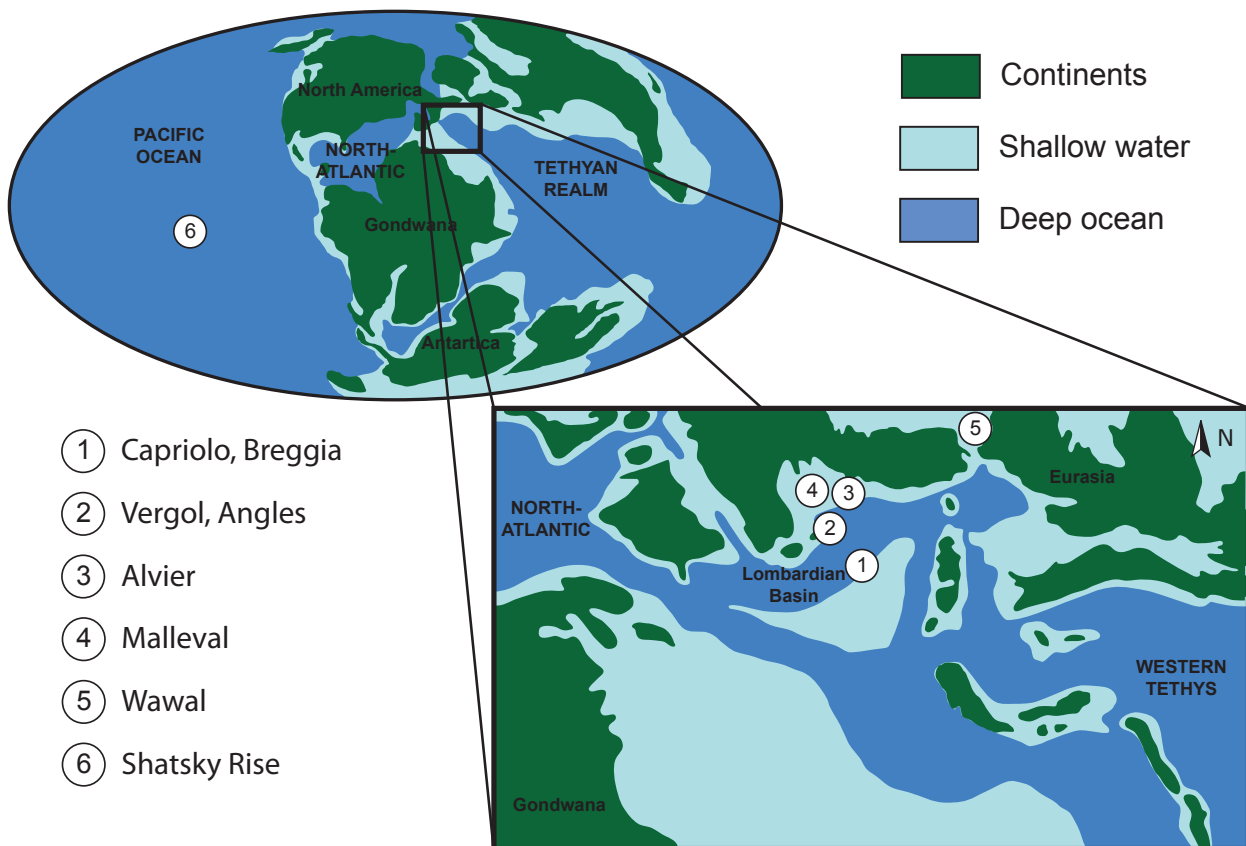 North America
PACIFIC
OCEAN
NORTH-
ATLANTIC
TETHYAN
REALM
6
Gondwana
Antartica
Continents
Shallow water
Deep ocean
1 Capriolo, Breggia
2 Vergol, Angles
3 Alvier
4 Malleval
5 Wawal
6 Shatsky Rise
5
N
Eurasia
4
3
NORTH-
ATLANTIC
2
1
Lombardian
Basin
WESTERN
TETHYS
Gondwana